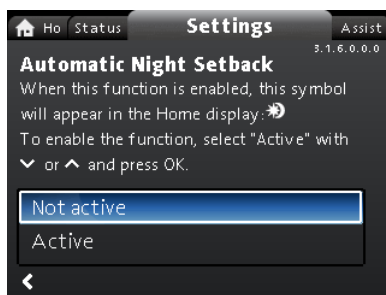 Ho Status Settings Assist
3.1.6.0.0.0
Automatic Night Setback
When this function is enabled, this symbol
will appear in the Home display:
To enable the function, select "Active" with
or and press OK.
Not active
Active